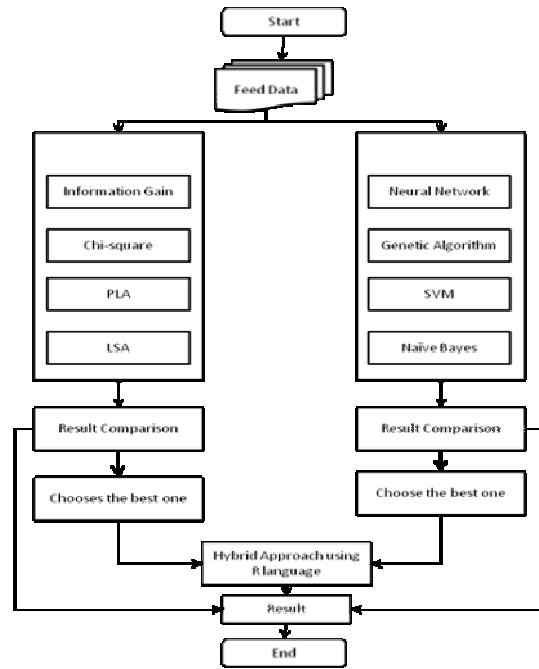 Start
Feed Data
Information Gain
Chi-square
PLA
LSA
Neural Network
Genetic Algorithm
SVM
Naïve Bayes
Result Comparison
Chooses the best one
Result Comparison
Choose the best one
Hybrid Approach using
R language
Result
End